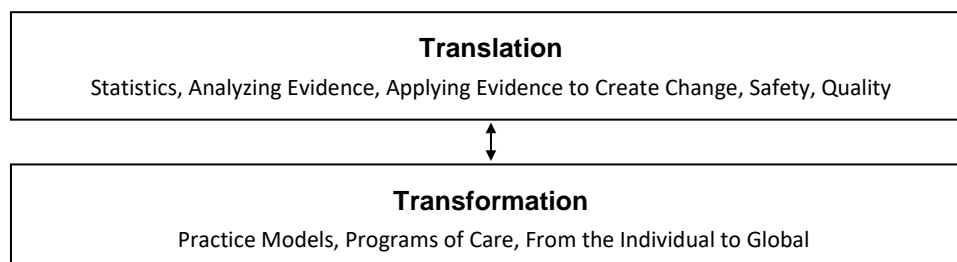 Translation
Statistics, Analyzing Evidence, Applying Evidence to Create Change, Safety, Quality
Transformation
Practice Models, Programs of Care, From the Individual to Global